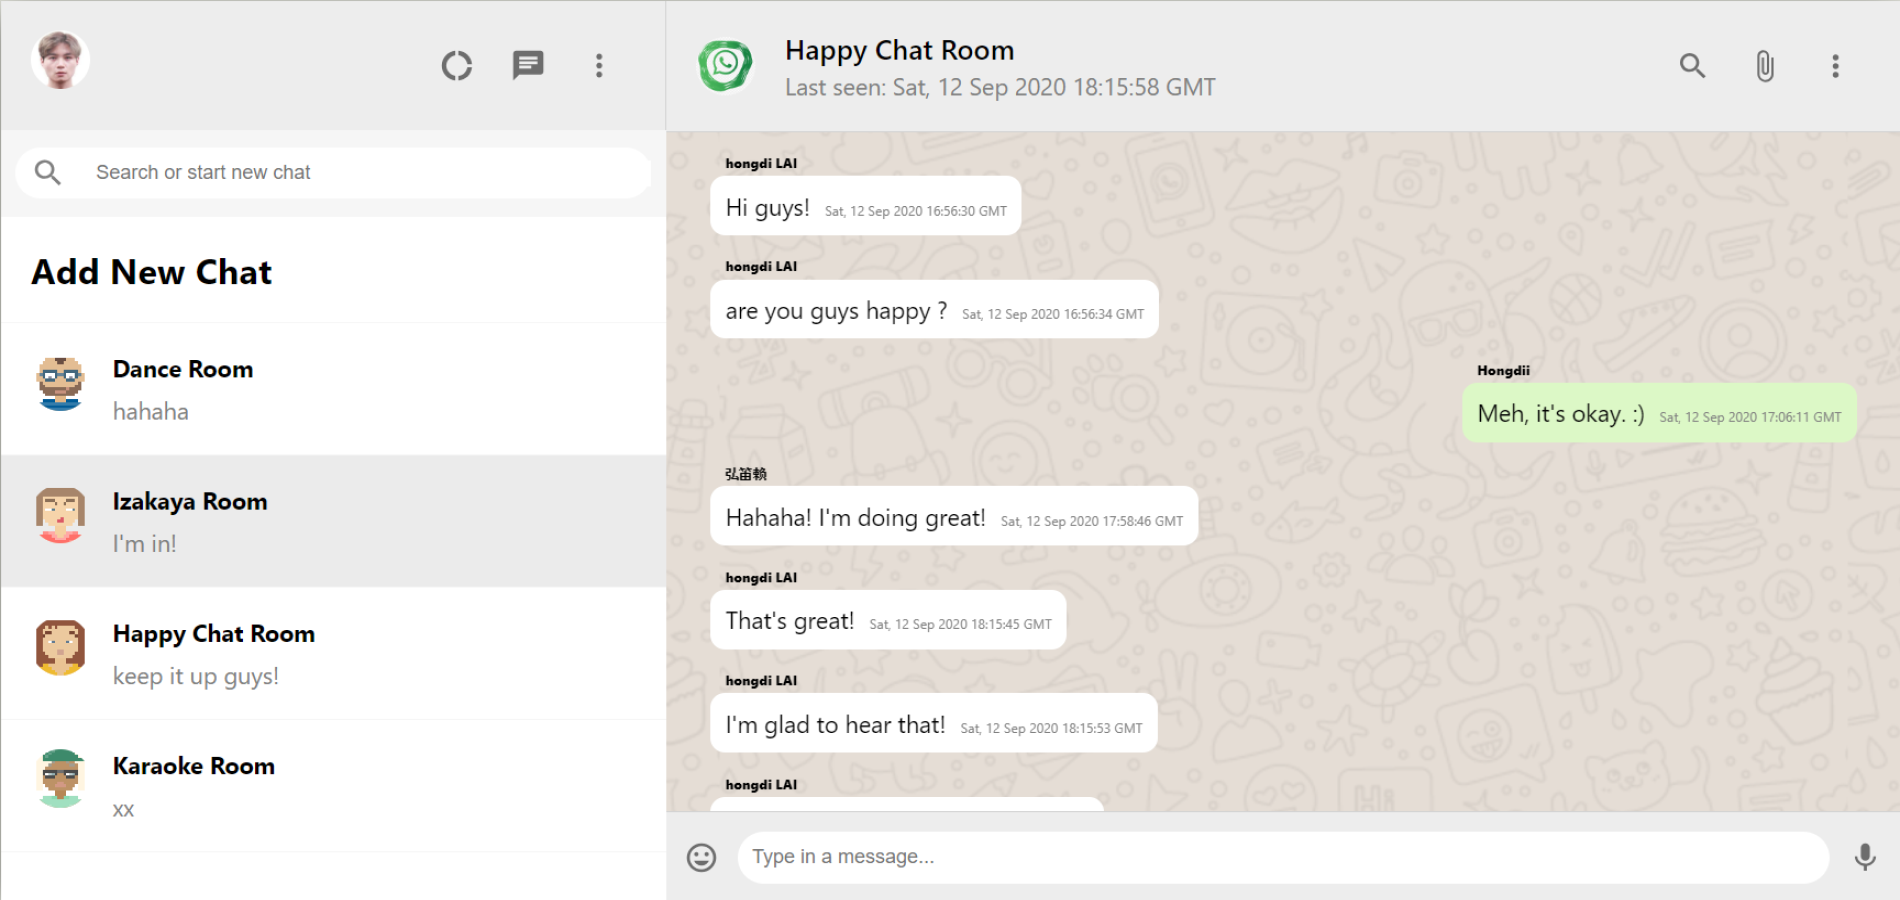 Search or start new chat
Add New Chat
Dance Room
hahaha
Izakaya Room
I'm in!
Happy Chat Room
keep it up guys!
Karaoke Room
xx
Happy Chat Room
Last seen: Sat, 12 Sep 2020 18:15:58 GMT
hongdi LAI
Hi guys! Sat, 12 Sep 2020 16:56:30 GMT
hongdi LAI
are you guys happy ? Sat, 12 Sep 2020 16:56:34 GMT
Hongdii
Meh, it's okay. :) Sat, 12 Sep 2020 17:06:11 GMT
弘笛赖
Hahaha! I'm doing great! Sat, 12 Sep 2020 17:58:46 GMT
hongdi LAI
That's great! Sat, 12 Sep 2020 18:15:45 GMT
hongdi LAI
I'm glad to hear that! Sat, 12 Sep 2020 18:15:53 GMT
hongdi LAI
Type in a message...